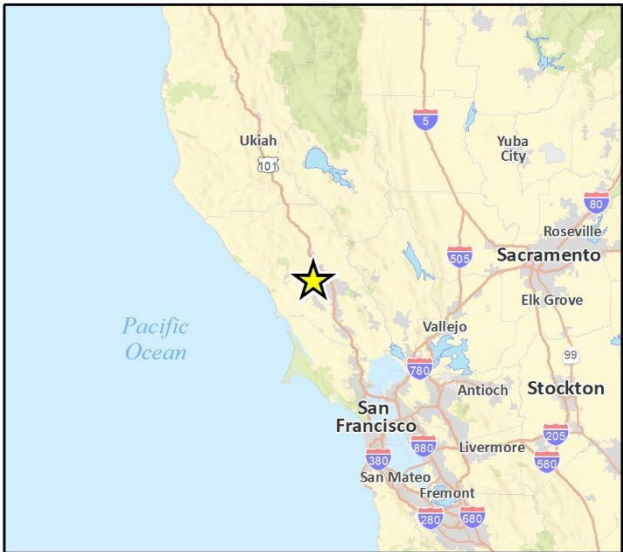 5
Ukiah
101
Yuba
City
80
Roseville
Sacramento
505
Elk Grove
Pacific
Ocean
Vallejo
99
780
Antioch
Stockton
San
Francisco
205
880
Livermore
380
580
San Mateo
Fremont
280
680